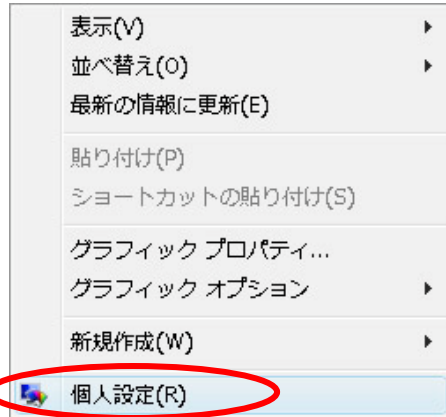 表示(V)
並べ替え(O)
最新の情報に更新(E)
貼り付け(P)
ショートカットの貼り付け(S)
グラフィック プロパティ...
グラフィック オプション
新規作成(W)
個人設定(R)